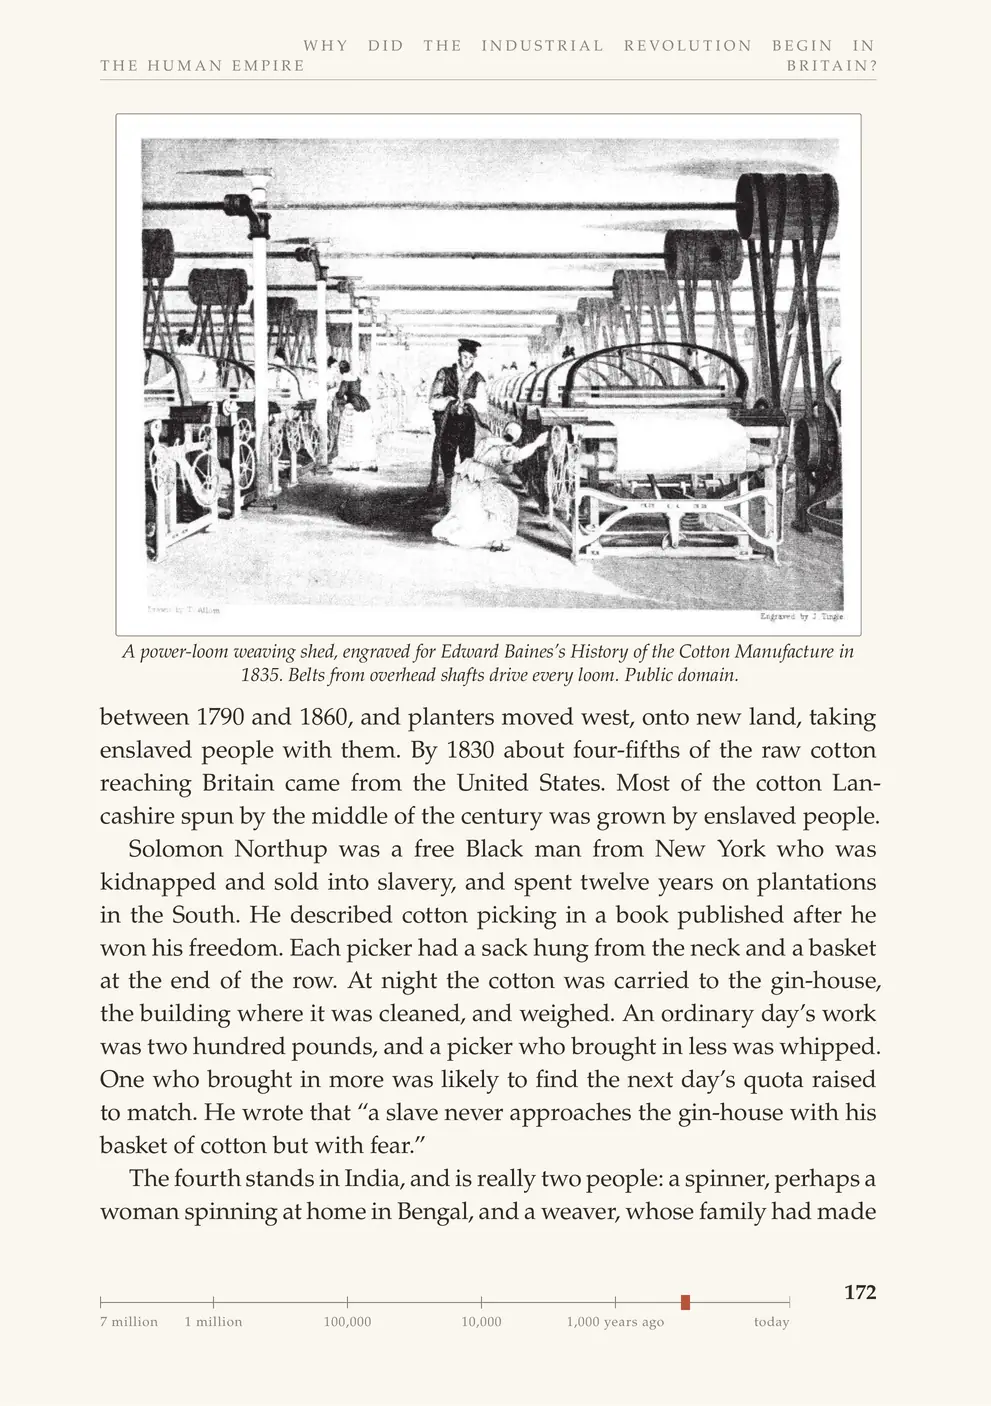 WHY DID THE INDUSTRIAL REVOLUTION BEGIN IN
THE HUMAN EMPIRE BRITAIN?
Drawn by T. Allom
Engraved by J Tingle
A power-loom weaving shed, engraved for Edward Baines’s History of the Cotton Manufacture in
1835. Belts from overhead shafts drive every loom. Public domain.
between 1790 and 1860, and planters moved west, onto new land, taking
enslaved people with them. By 1830 about four-fifths of the raw cotton
reaching Britain came from the United States. Most of the cotton Lan-
cashire spun by the middle of the century was grown by enslaved people.
Solomon Northup was a free Black man from New York who was
kidnapped and sold into slavery, and spent twelve years on plantations
in the South. He described cotton picking in a book published after he
won his freedom. Each picker had a sack hung from the neck and a basket
at the end of the row. At night the cotton was carried to the gin-house,
the building where it was cleaned, and weighed. An ordinary day’s work
was two hundred pounds, and a picker who brought in less was whipped.
One who brought in more was likely to find the next day’s quota raised
to match. He wrote that “a slave never approaches the gin-house with his
basket of cotton but with fear.”
The fourth stands in India, and is really two people: a spinner, perhaps a
woman spinning at home in Bengal, and a weaver, whose family had made
172
7 million 1 million 100,000 10,000 1,000 years ago today